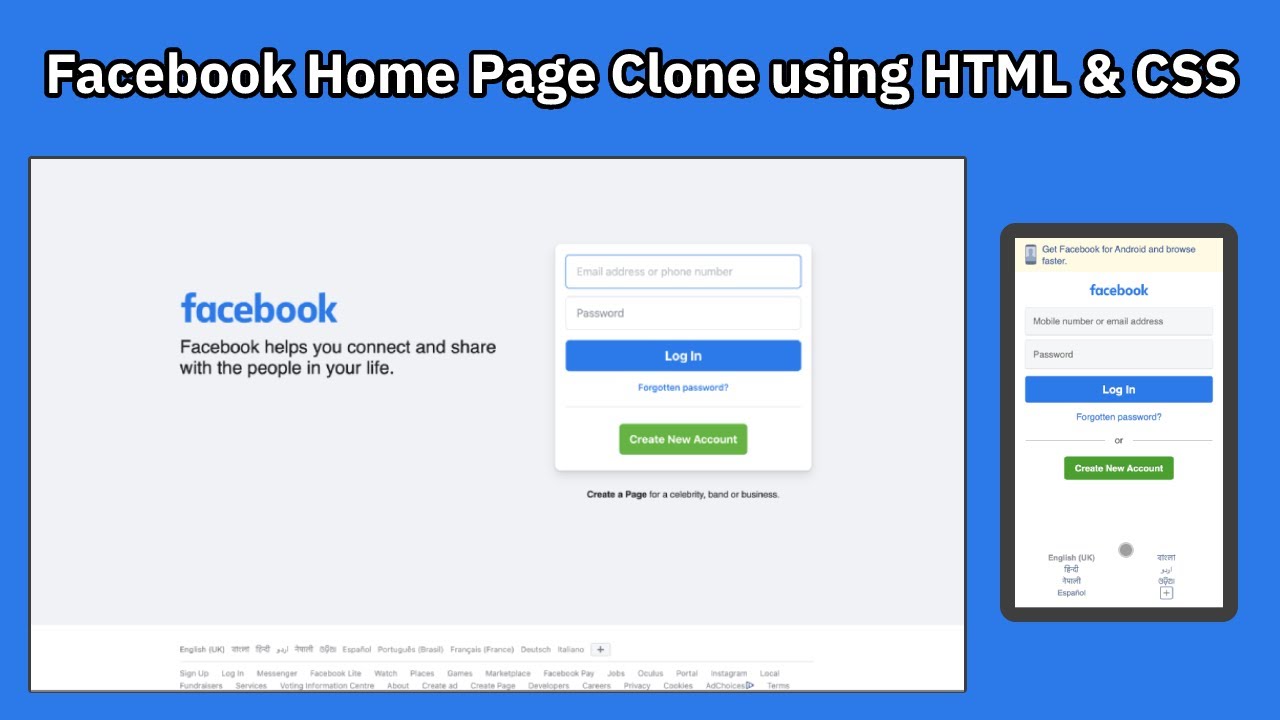 Facebook Home Page Clone using HTML & CSS
facebook
Facebook helps you connect and share
with the people in your life.
Email address or phone number
Password
Log In
Forgotten password?
Create New Account
Create a Page for a celebrity, band or business.
English (UK) বাংলা हिन्दी اردو नेपाली ଓଡ଼ିଆ Español Português (Brasil) Français (France) Deutsch Italiano +
Sign Up Log In Messenger Facebook Lite Watch Places Games Marketplace Facebook Pay Jobs Oculus Portal Instagram Local
Fundraisers Services Voting Information Centre About Create ad Create Page Developers Careers Privacy Cookies AdChoices Terms
Get Facebook for Android and browse
faster.
facebook
Mobile number or email address
Password
Log In
Forgotten password?
or
Create New Account
English (UK) বাংলা
हिन्दी اردو
नेपाली ଓଡ଼ିଆ
Español +